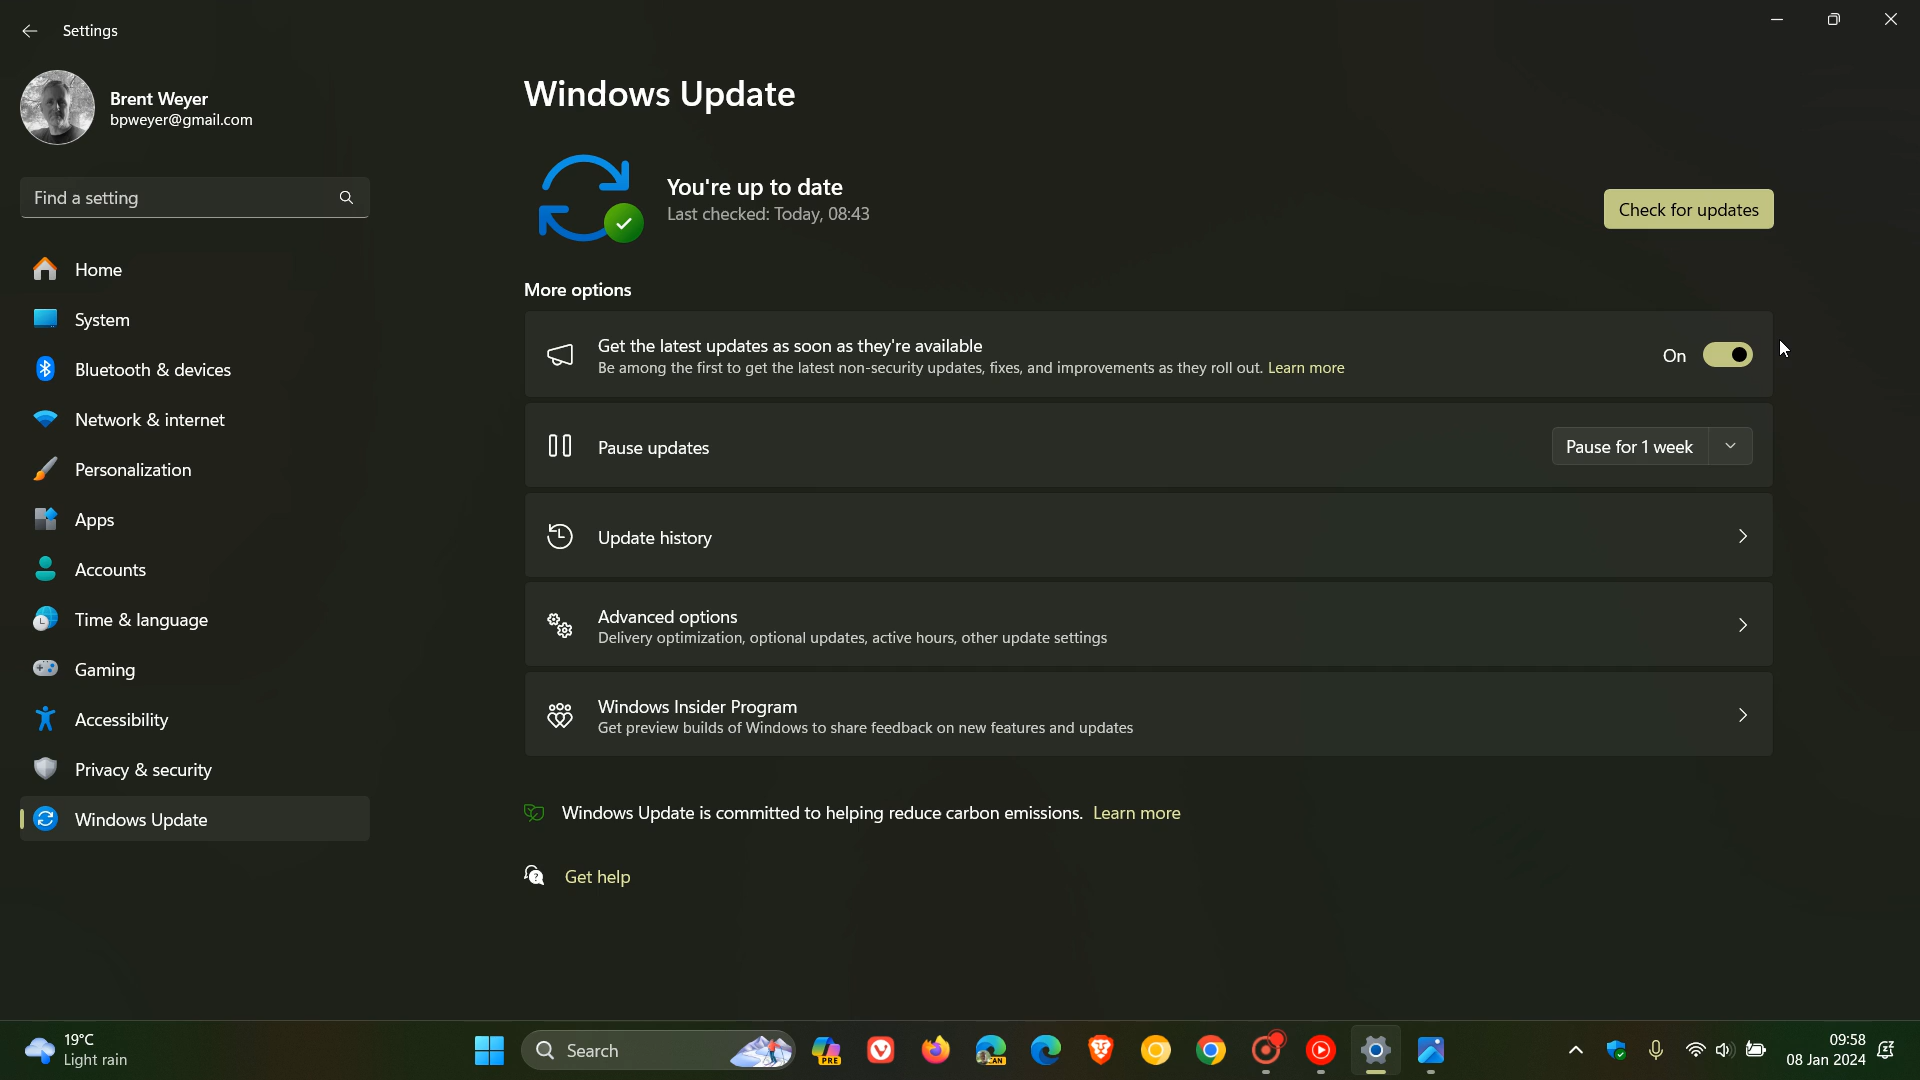 Settings
Brent Weyer
bpweyer@gmail.com
Find a setting
Home
System
Bluetooth & devices
Network & internet
Personalization
Apps
Accounts
Time & language
Gaming
Accessibility
Privacy & security
Windows Update
Windows Update
You're up to date
Last checked: Today, 08:43
Check for updates
More options
Get the latest updates as soon as they're available
Be among the first to get the latest non-security updates, fixes, and improvements as they roll out. Learn more
On
Pause updates
Pause for 1 week
Update history
Advanced options
Delivery optimization, optional updates, active hours, other update settings
Windows Insider Program
Get preview builds of Windows to share feedback on new features and updates
Windows Update is committed to helping reduce carbon emissions. Learn more
Get help
19°C
Light rain
Search
PRE
CAN
09:58
08 Jan 2024